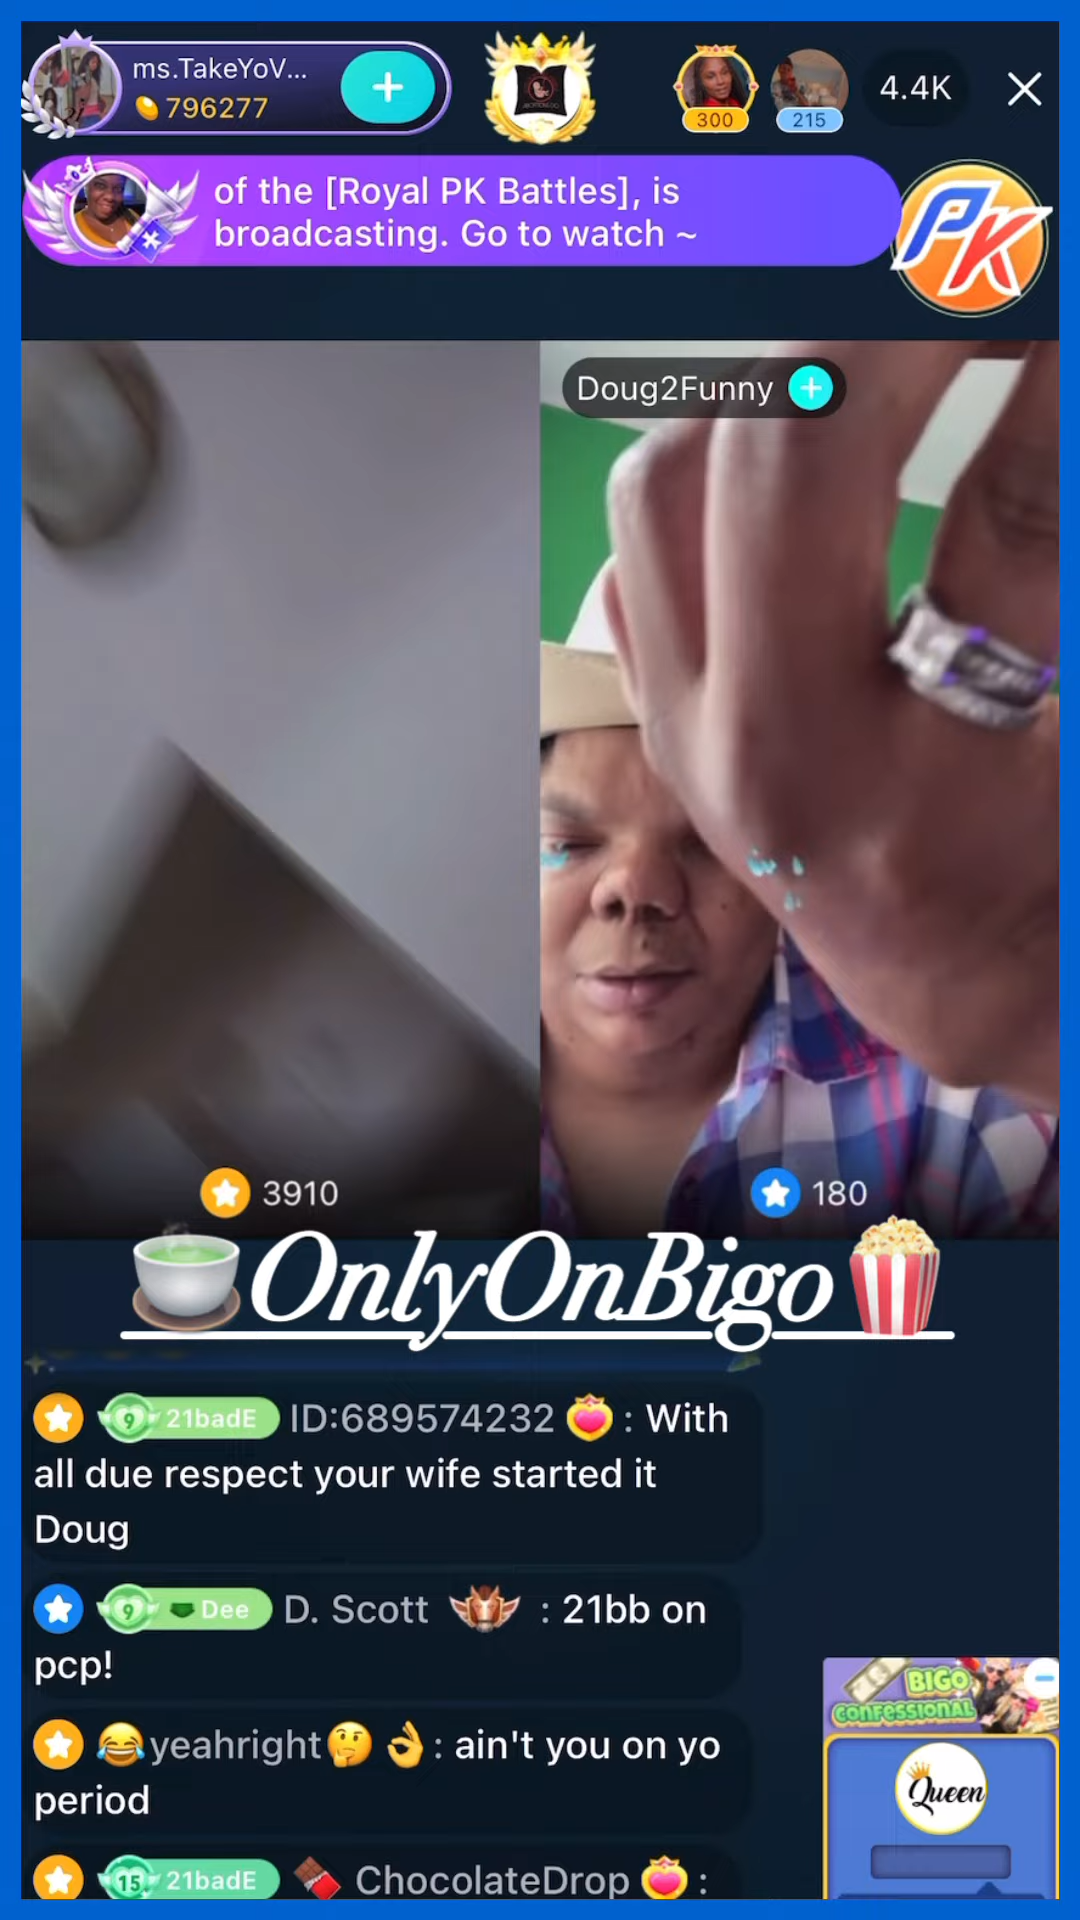 ms.TakeYoV...
796277
300
215
4.4K
of the [Royal PK Battles], is
broadcasting. Go to watch ~
PK
Doug2Funny
3910
180
OnlyOnBigo
9 21badE ID:689574232 : With
all due respect your wife started it
Doug
9 Dee D. Scott : 21bb on
pcp!
😂yeahright🤔👌: ain't you on yo
period
BIGO
CONFESSIONAL
Queen
15 21badE 🍫 ChocolateDrop :